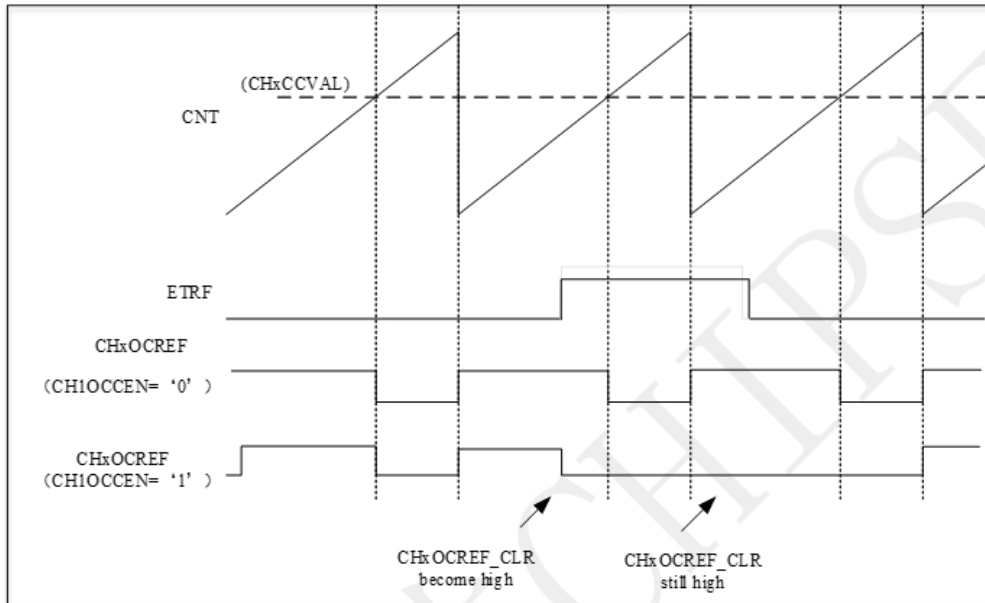 (CHxCCVAL)
CNT
ETRF
CHxOCREF
（CH1OCCEN= ‘0’ ）
CHxOCREF
（CH1OCCEN= ‘1’ ）
CHxOCREF_CLR
become high
CHxOCREF_CLR
still high